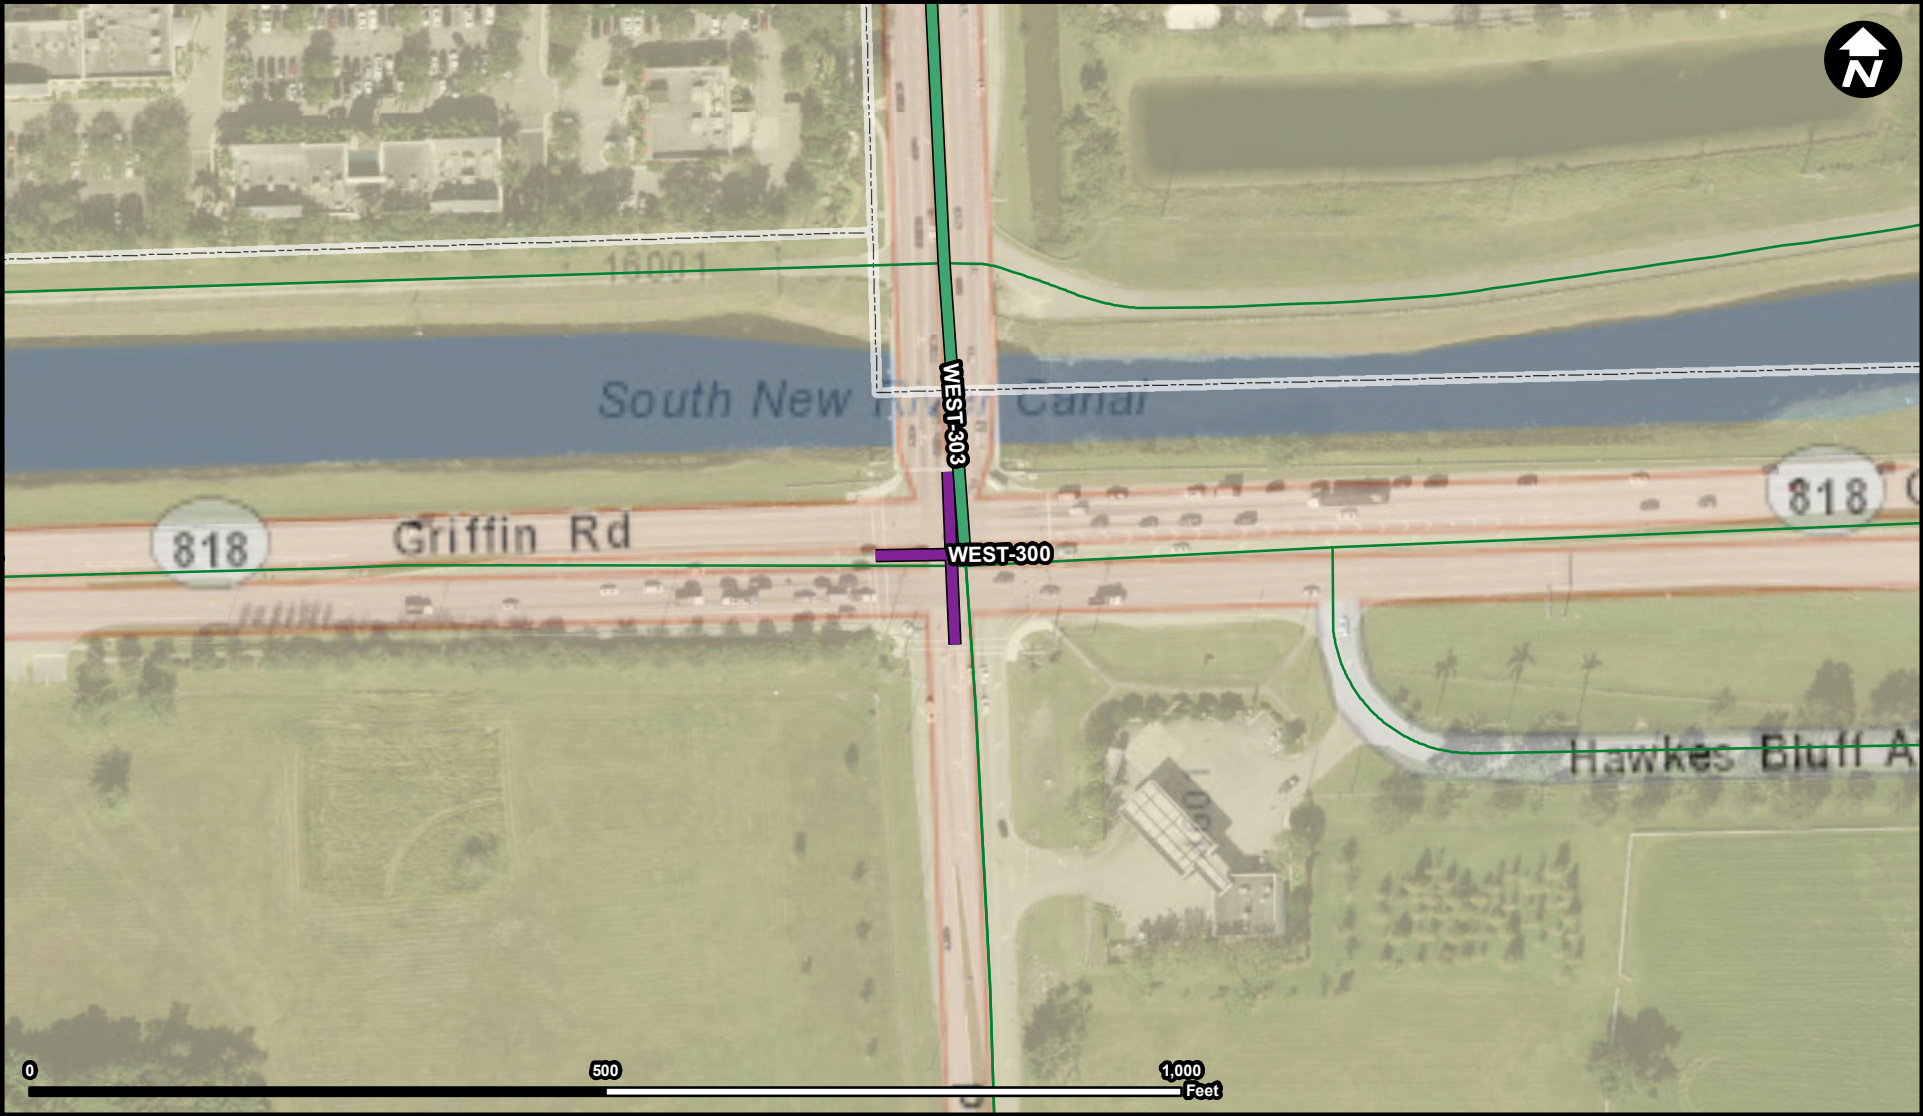 N
16001
WEST-303
South New River Canal
818
Griffin Rd
818
WEST-300
Hawkes Bluff A
0
500
1,000
Feet